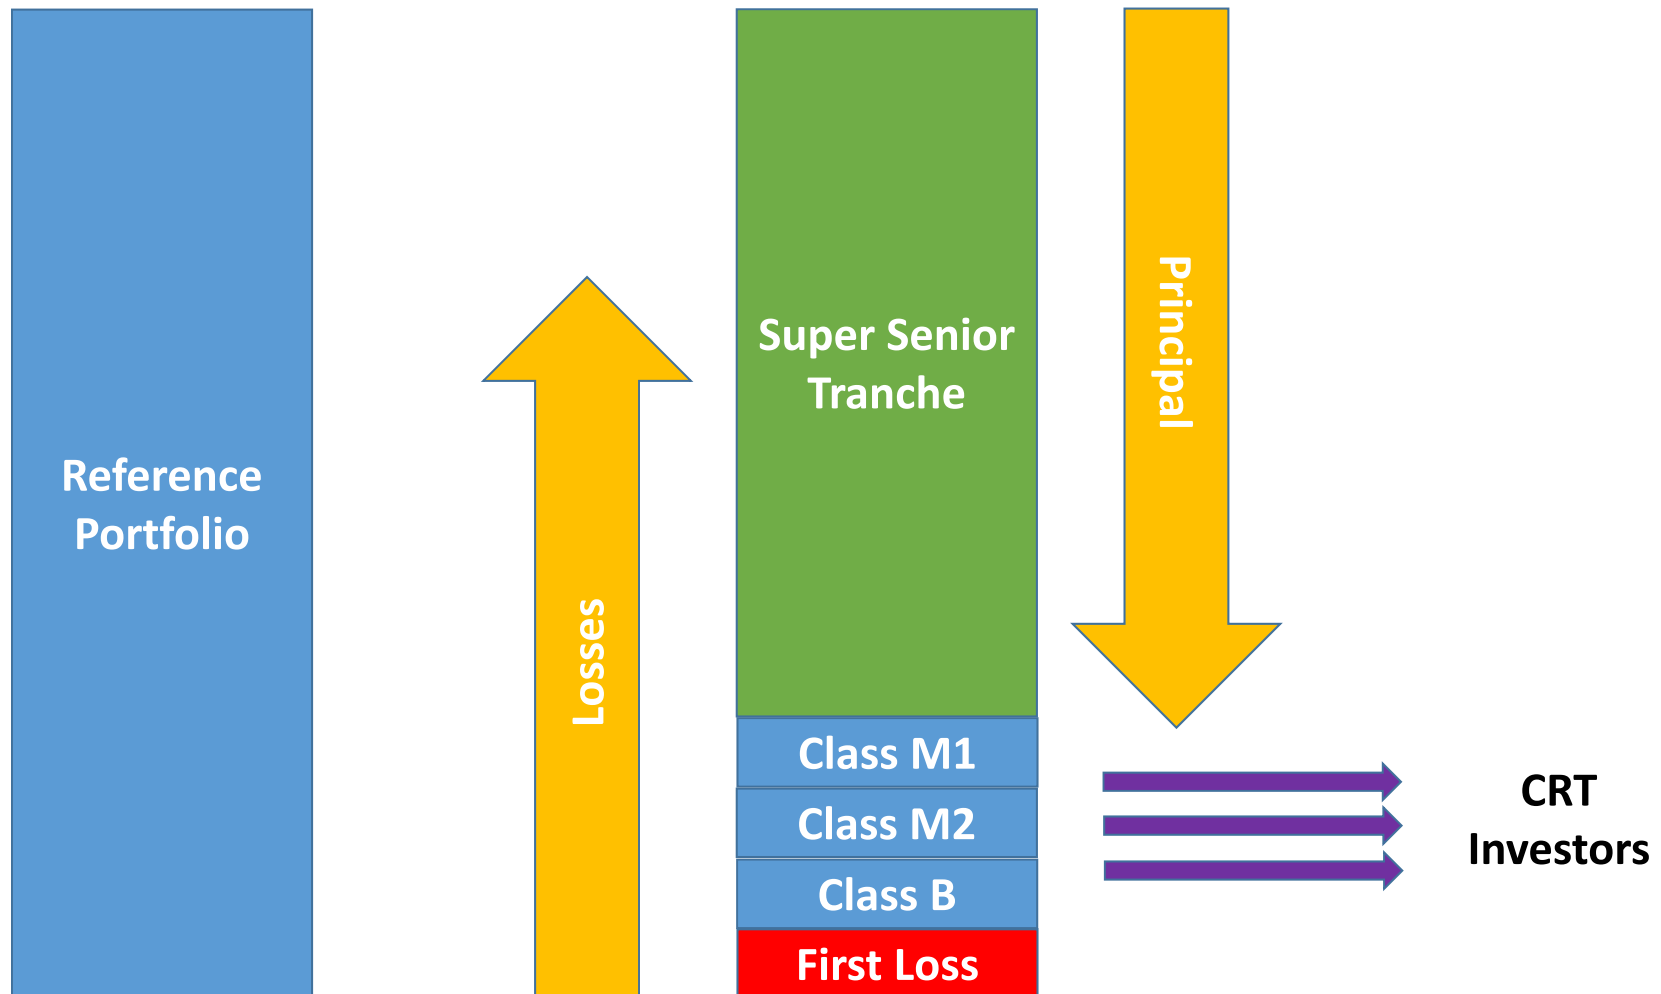 Reference
Portfolio
Losses
Super Senior
Tranche
Class M1
Class M2
Class B
First Loss
Principal
CRT
Investors